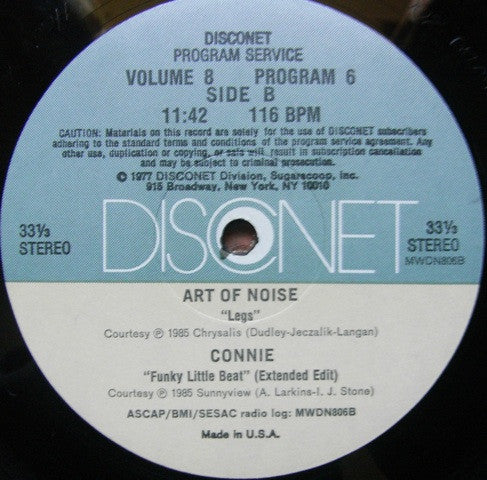 DISCONET
PROGRAM SERVICE
VOLUME 8 PROGRAM 6
SIDE B
11:42 116 BPM
CAUTION: Materials on this record are solely for the use of DISCONET subscribers
adhering to the standard terms and conditions of the program service agreement. Any
other use, duplication or copying, or sale will result in subscription cancellation
and may be subject to criminal prosecution.
© 1977 DISCONET Division, Sugarscoop, Inc.
915 Broadway, New York, NY 10010
DISCONET
33⅓
STEREO
33⅓
STEREO
MWDN806B
ART OF NOISE
"Legs"
Courtesy ℗ 1985 Chrysalis (Dudley-Jeczalik-Langan)
CONNIE
"Funky Little Beat" (Extended Edit)
Courtesy ℗ 1985 Sunnyview (A. Larkins-I. J. Stone)
ASCAP/BMI/SESAC radio log: MWDN806B
Made in U.S.A.